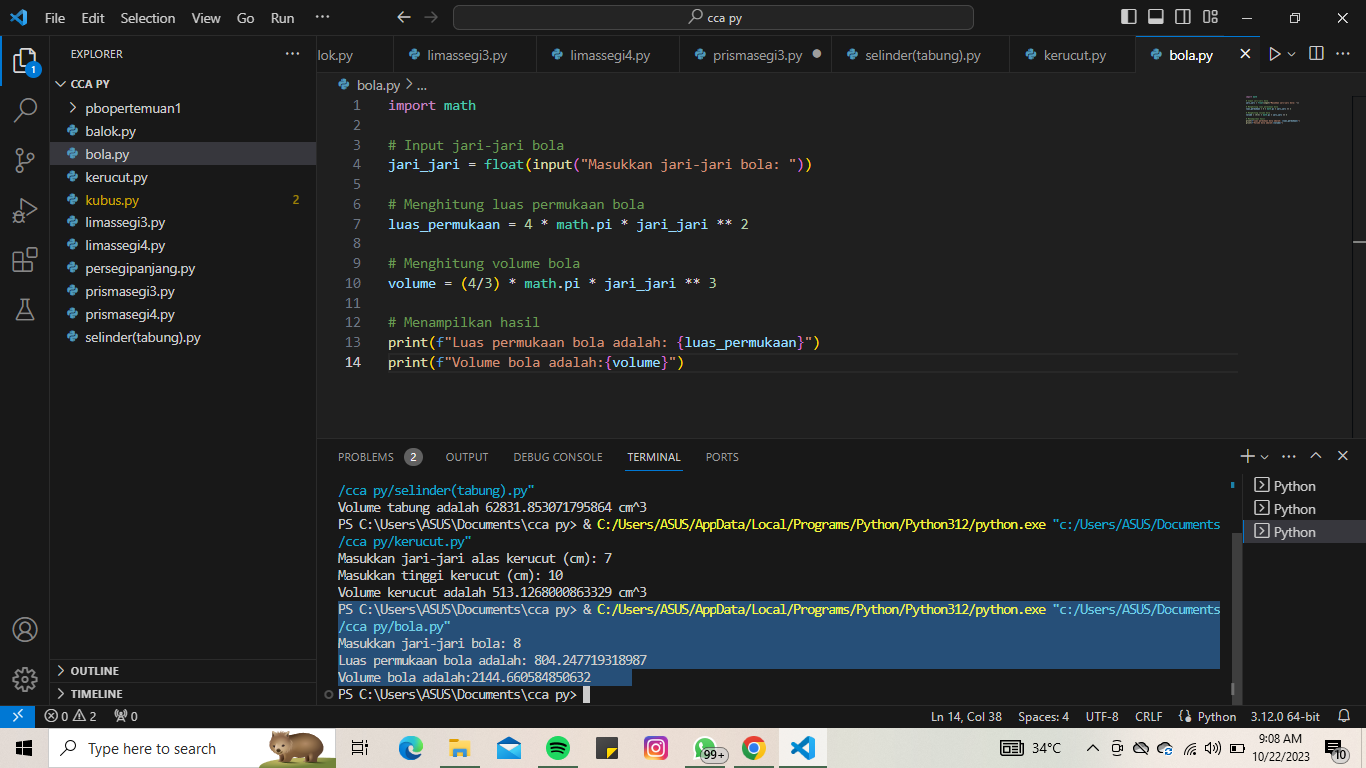 File Edit Selection View Go Run ···
cca py
EXPLORER ···
1
CCA PY
pbopertemuan1
balok.py
bola.py
kerucut.py
kubus.py 2
limassegi3.py
limassegi4.py
persegipanjang.py
prismasegi3.py
prismasegi4.py
selinder(tabung).py
OUTLINE
TIMELINE
lok.py limassegi3.py limassegi4.py prismasegi3.py selinder(tabung).py kerucut.py bola.py
bola.py > ...
1 import math
2
3 # Input jari-jari bola
4 jari_jari = float(input("Masukkan jari-jari bola: "))
5
6 # Menghitung luas permukaan bola
7 luas_permukaan = 4 * math.pi * jari_jari ** 2
8
9 # Menghitung volume bola
10 volume = (4/3) * math.pi * jari_jari ** 3
11
12 # Menampilkan hasil
13 print(f"Luas permukaan bola adalah: {luas_permukaan}")
14 print(f"Volume bola adalah:{volume}")
PROBLEMS 2 OUTPUT DEBUG CONSOLE TERMINAL PORTS
/cca py/selinder(tabung).py"
Volume tabung adalah 62831.853071795864 cm^3
PS C:\Users\ASUS\Documents\cca py> & C:/Users/ASUS/AppData/Local/Programs/Python/Python312/python.exe "c:/Users/ASUS/Documents
/cca py/kerucut.py"
Masukkan jari-jari alas kerucut (cm): 7
Masukkan tinggi kerucut (cm): 10
Volume kerucut adalah 513.1268000863329 cm^3
PS C:\Users\ASUS\Documents\cca py> & C:/Users/ASUS/AppData/Local/Programs/Python/Python312/python.exe "c:/Users/ASUS/Documents
/cca py/bola.py"
Masukkan jari-jari bola: 8
Luas permukaan bola adalah: 804.247719318987
Volume bola adalah:2144.660584850632
PS C:\Users\ASUS\Documents\cca py>
Python
Python
Python
0 2 0 Ln 14, Col 38 Spaces: 4 UTF-8 CRLF Python 3.12.0 64-bit
Type here to search
99+
34°C
9:08 AM
10/22/2023
10